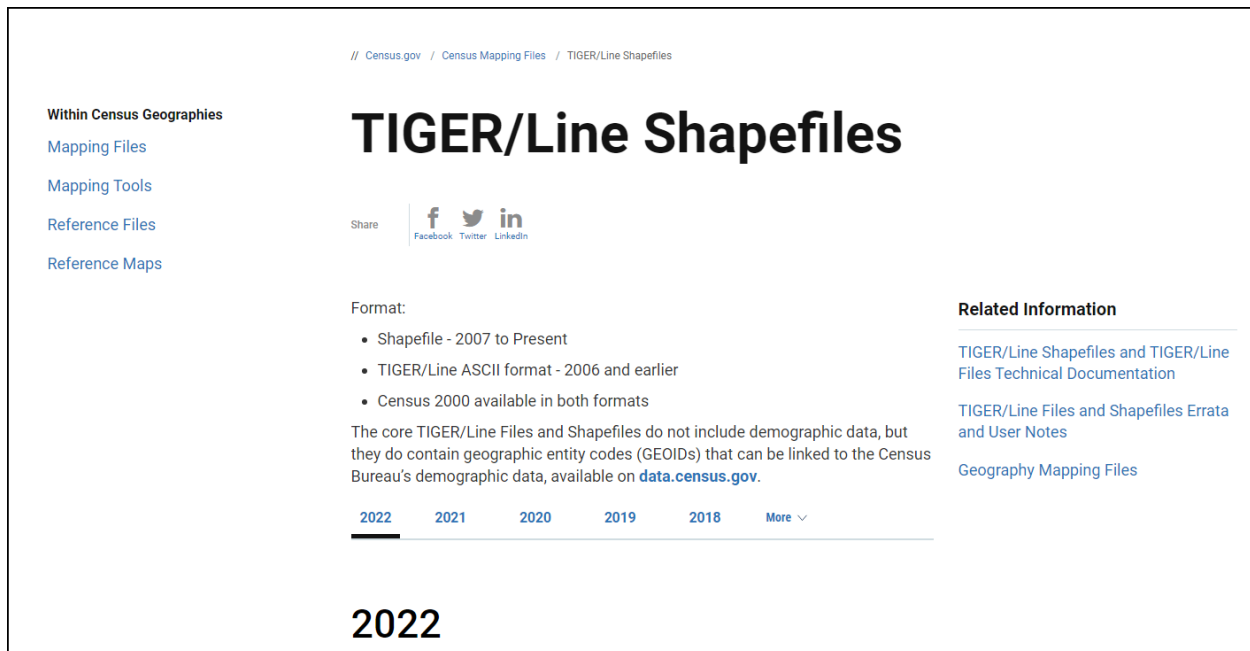 // Census.gov / Census Mapping Files / TIGER/Line Shapefiles
Within Census Geographies
Mapping Files
Mapping Tools
Reference Files
Reference Maps
TIGER/Line Shapefiles
Share
Facebook Twitter LinkedIn
Format:
• Shapefile - 2007 to Present
• TIGER/Line ASCII format - 2006 and earlier
• Census 2000 available in both formats
The core TIGER/Line Files and Shapefiles do not include demographic data, but
they do contain geographic entity codes (GEOIDs) that can be linked to the Census
Bureau’s demographic data, available on data.census.gov.
2022 2021 2020 2019 2018 More
2022
Related Information
TIGER/Line Shapefiles and TIGER/Line
Files Technical Documentation
TIGER/Line Files and Shapefiles Errata
and User Notes
Geography Mapping Files